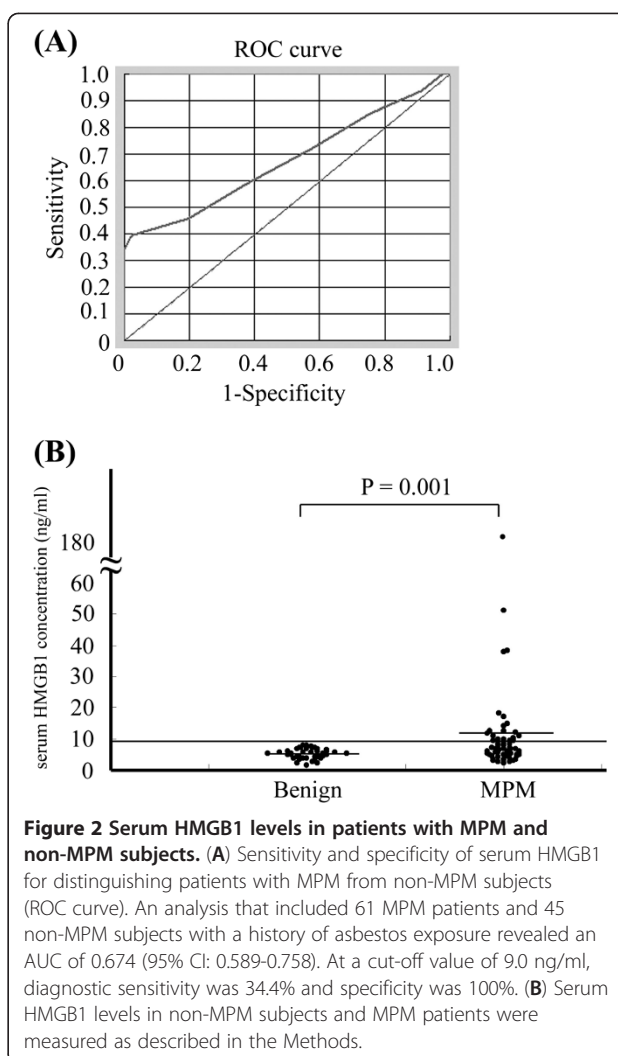 (A)
ROC curve
1.0
0.9
0.8
0.7
0.6
0.5
0.4
0.3
0.2
0.1
0
Sensitivity
0 0.2 0.4 0.6 0.8 1.0
1-Specificity
(B)
P = 0.001
180
60
50
40
30
20
10
0
serum HMGB1 concentration (ng/ml)
Benign MPM
Figure 2 Serum HMGB1 levels in patients with MPM and
non-MPM subjects. (A) Sensitivity and specificity of serum HMGB1
for distinguishing patients with MPM from non-MPM subjects
(ROC curve). An analysis that included 61 MPM patients and 45
non-MPM subjects with a history of asbestos exposure revealed an
AUC of 0.674 (95% CI: 0.589-0.758). At a cut-off value of 9.0 ng/ml,
diagnostic sensitivity was 34.4% and specificity was 100%. (B) Serum
HMGB1 levels in non-MPM subjects and MPM patients were
measured as described in the Methods.